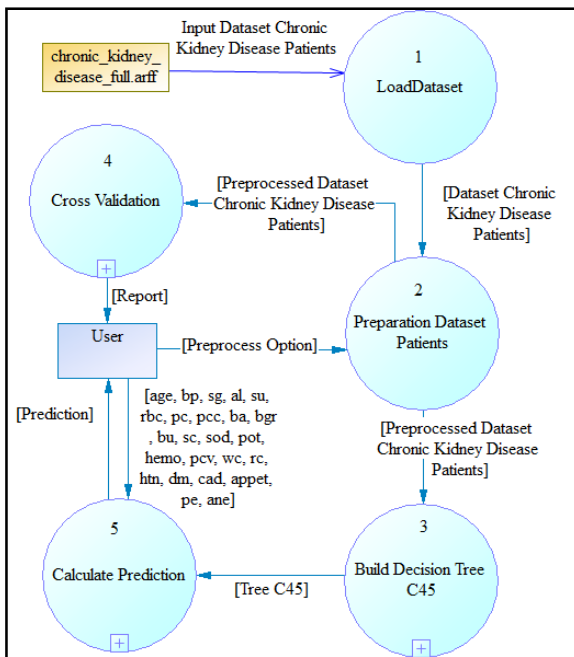 Input Dataset Chronic
Kidney Disease Patients
chronic_kidney_
disease_full.arff
1
LoadDataset
4
Cross Validation
[Preprocessed Dataset
Chronic Kidney Disease
Patients]
[Dataset Chronic
Kidney Disease
Patients]
2
Preparation Dataset
Patients
[Report]
User
[Preprocess Option]
[Prediction]
[age, bp, sg, al, su,
rbc, pc, pcc, ba, bgr
, bu, sc, sod, pot,
hemo, pcv, wc, rc,
htn, dm, cad, appet,
pe, ane]
[Preprocessed Dataset
Chronic Kidney Disease
Patients]
5
Calculate Prediction
[Tree C45]
3
Build Decision Tree
C45